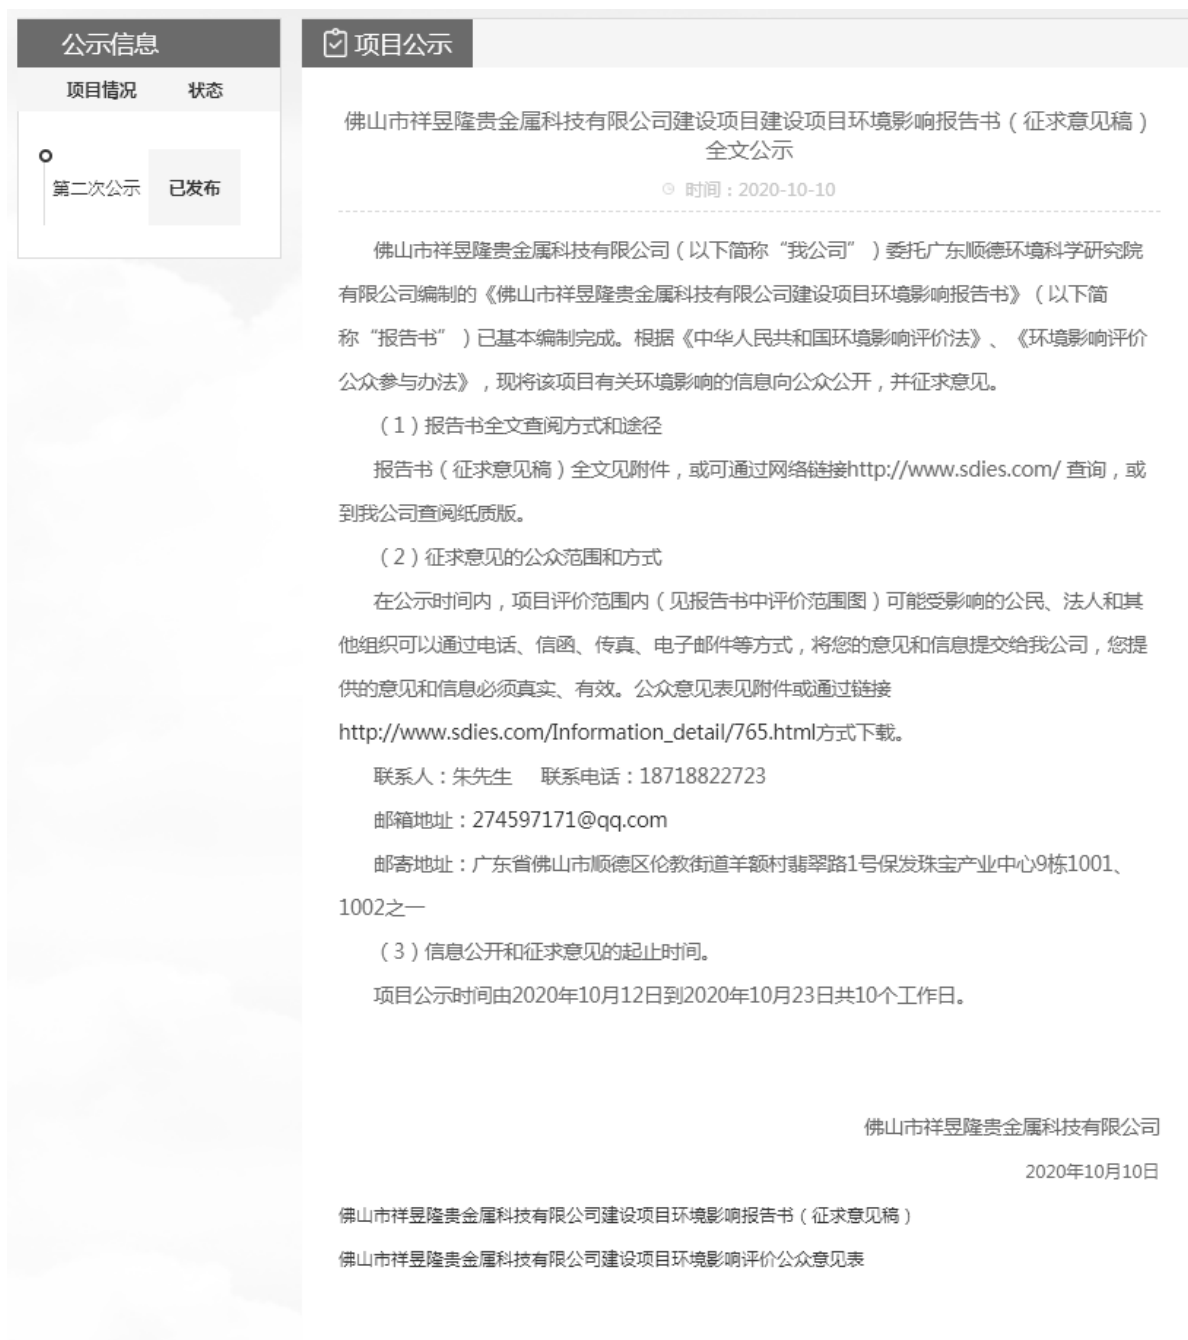 公示信息
项目情况 状态
第二次公示 已发布
项目公示
佛山市祥昱隆贵金属科技有限公司建设项目建设项目环境影响报告书（征求意见稿）
全文公示
时间：2020-10-10
佛山市祥昱隆贵金属科技有限公司（以下简称“我公司”）委托广东顺德环境科学研究院
有限公司编制的《佛山市祥昱隆贵金属科技有限公司建设项目环境影响报告书》（以下简
称“报告书”）已基本编制完成。根据《中华人民共和国环境影响评价法》、《环境影响评价
公众参与办法》，现将该项目有关环境影响的信息向公众公开，并征求意见。
（1）报告书全文查阅方式和途径
报告书（征求意见稿）全文见附件，或可通过网络链接http://www.sdies.com/ 查询，或
到我公司查阅纸质版。
（2）征求意见的公众范围和方式
在公示时间内，项目评价范围内（见报告书中评价范围图）可能受影响的公民、法人和其
他组织可以通过电话、信函、传真、电子邮件等方式，将您的意见和信息提交给我公司，您提
供的意见和信息必须真实、有效。公众意见表见附件或通过链接
http://www.sdies.com/Information_detail/765.html方式下载。
联系人：朱先生 联系电话：18718822723
邮箱地址：274597171@qq.com
邮寄地址：广东省佛山市顺德区伦教街道羊额村翡翠路1号保发珠宝产业中心9栋1001、
1002之一
（3）信息公开和征求意见的起止时间。
项目公示时间由2020年10月12日到2020年10月23日共10个工作日。
佛山市祥昱隆贵金属科技有限公司
2020年10月10日
佛山市祥昱隆贵金属科技有限公司建设项目环境影响报告书（征求意见稿）
佛山市祥昱隆贵金属科技有限公司建设项目环境影响评价公众意见表